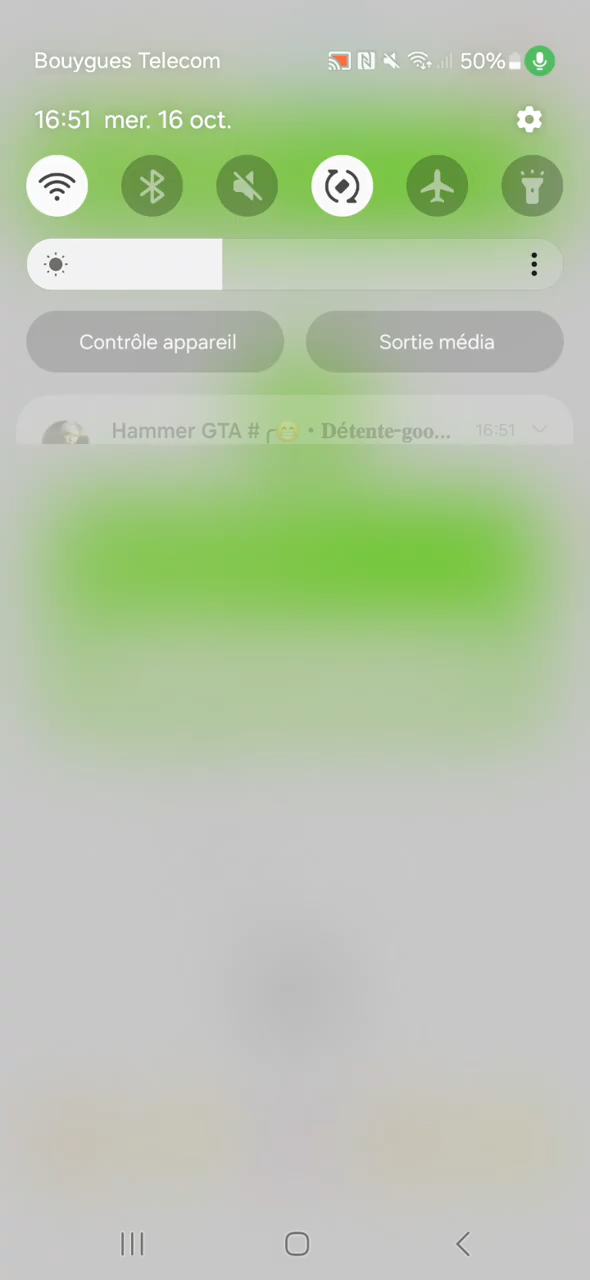 Bouygues Telecom 50%
16:51 mer. 16 oct.
Contrôle appareil
Sortie média
Hammer GTA # ╭😁・𝐃é𝐭𝐞𝐧𝐭𝐞-𝐠𝐨𝐨... 16:51